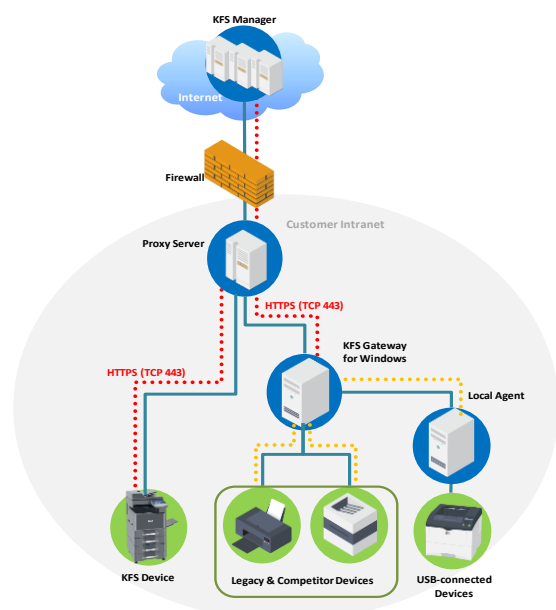 KFS Manager
Internet
Firewall
Customer Intranet
Proxy Server
HTTPS (TCP 443)
KFS Gateway
for Windows
HTTPS (TCP 443)
Local Agent
KFS Device
Legacy & Competitor Devices
USB-connected
Devices